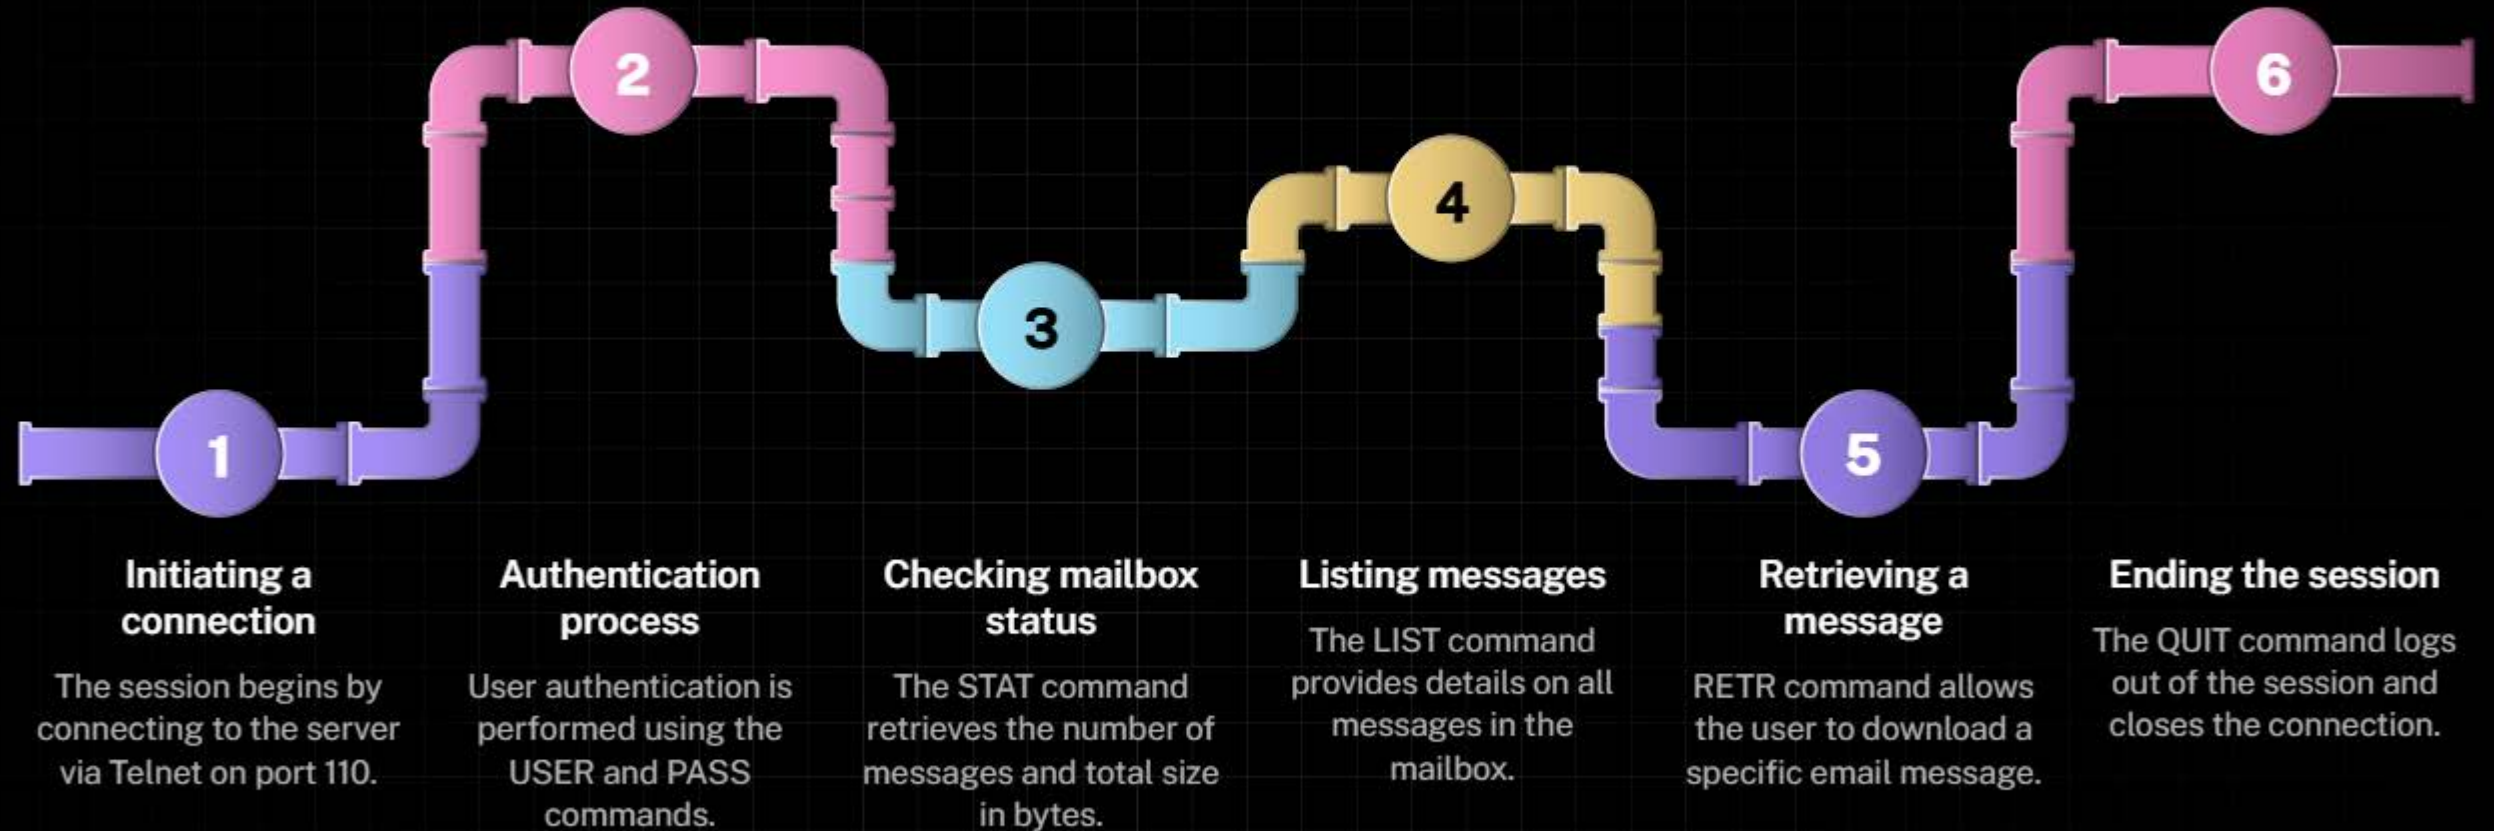 1
Initiating a
connection
The session begins by
connecting to the server
via Telnet on port 110.
2
Authentication
process
User authentication is
performed using the
USER and PASS
commands.
3
Checking mailbox
status
The STAT command
retrieves the number of
messages and total size
in bytes.
4
Listing messages
The LIST command
provides details on all
messages in the
mailbox.
5
Retrieving a
message
RETR command allows
the user to download a
specific email message.
6
Ending the session
The QUIT command logs
out of the session and
closes the connection.